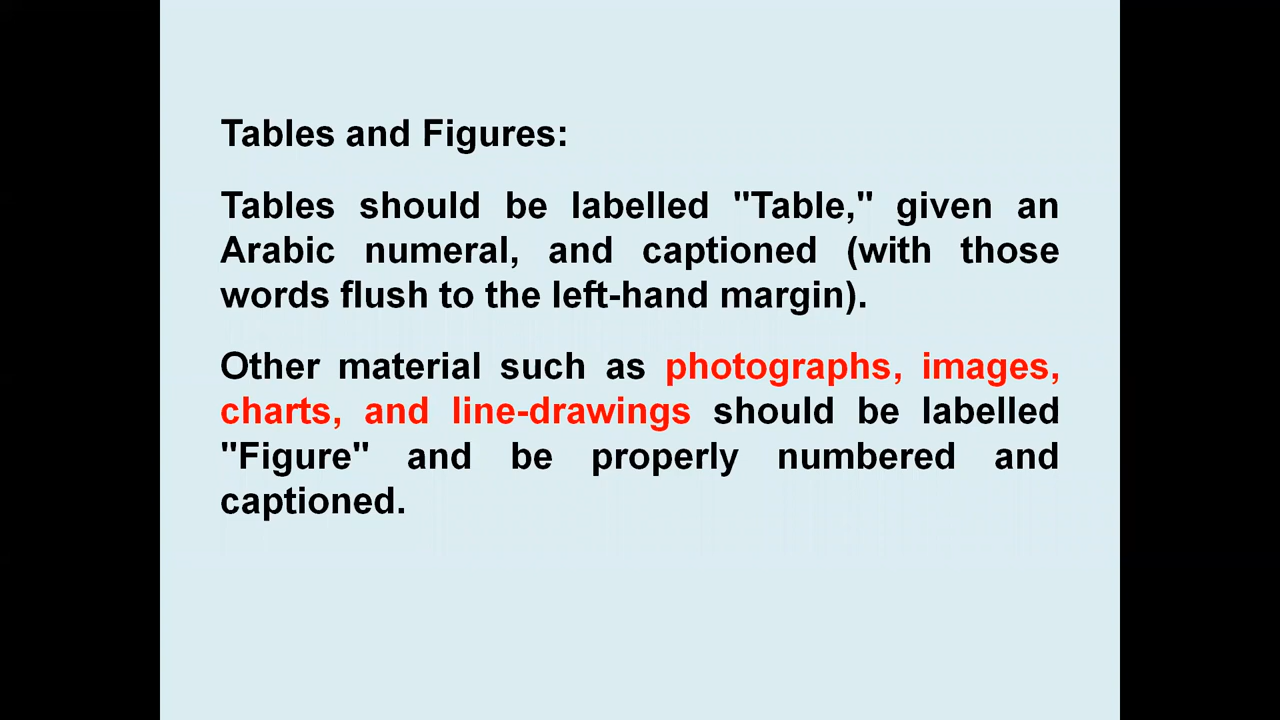 Tables and Figures:
Tables should be labelled "Table," given an
Arabic numeral, and captioned (with those
words flush to the left-hand margin).
Other material such as photographs, images,
charts, and line-drawings should be labelled
"Figure" and be properly numbered and
captioned.